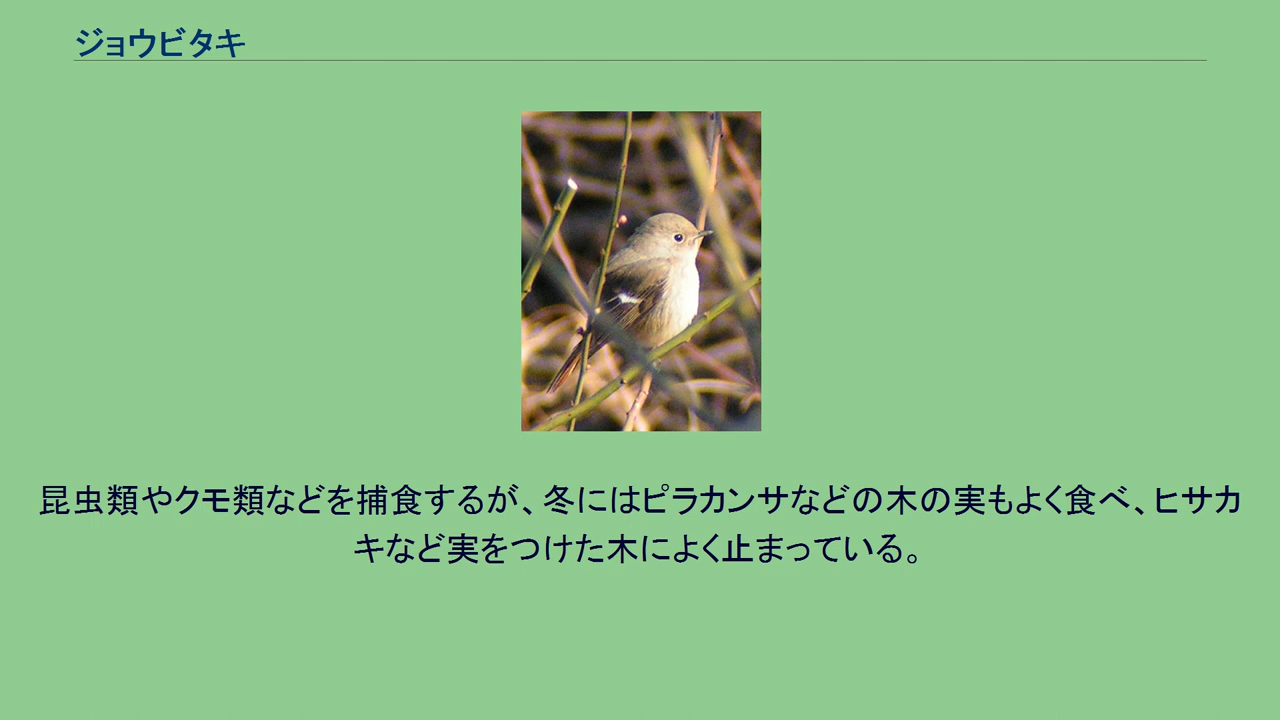 ジョウビタキ
昆虫類やクモ類などを捕食するが、冬にはピラカンサなどの木の実もよく食べ、ヒサカ
キなど実をつけた木によく止まっている。